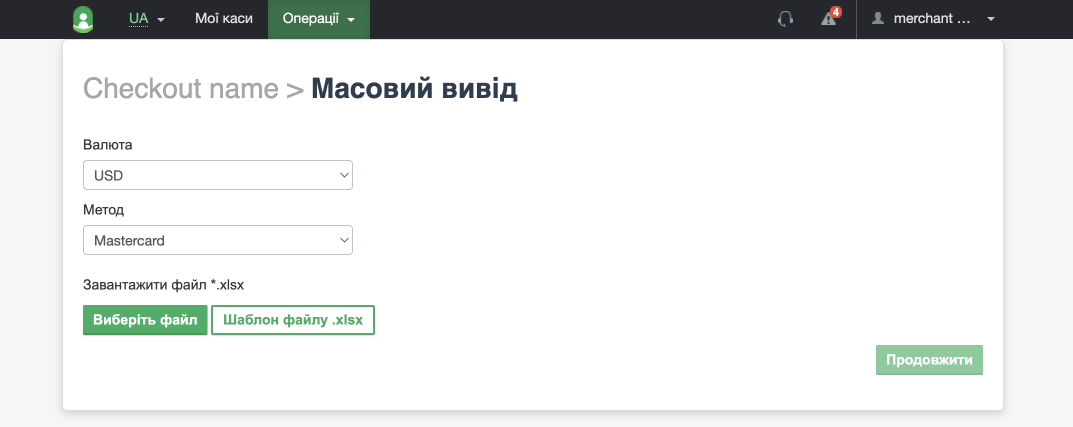 UA Мої каси Операції 4 merchant ...
Checkout name > Масовий вивід
Валюта
USD
Метод
Mastercard
Завантажити файл *.xlsx
Виберіть файл Шаблон файлу .xlsx
Продовжити